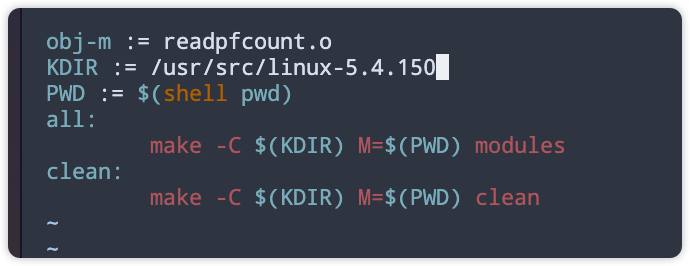 obj-m := readpfcount.o
KDIR := /usr/src/linux-5.4.150
PWD := $(shell pwd)
all:
        make -C $(KDIR) M=$(PWD) modules
clean:
        make -C $(KDIR) M=$(PWD) clean
~
~